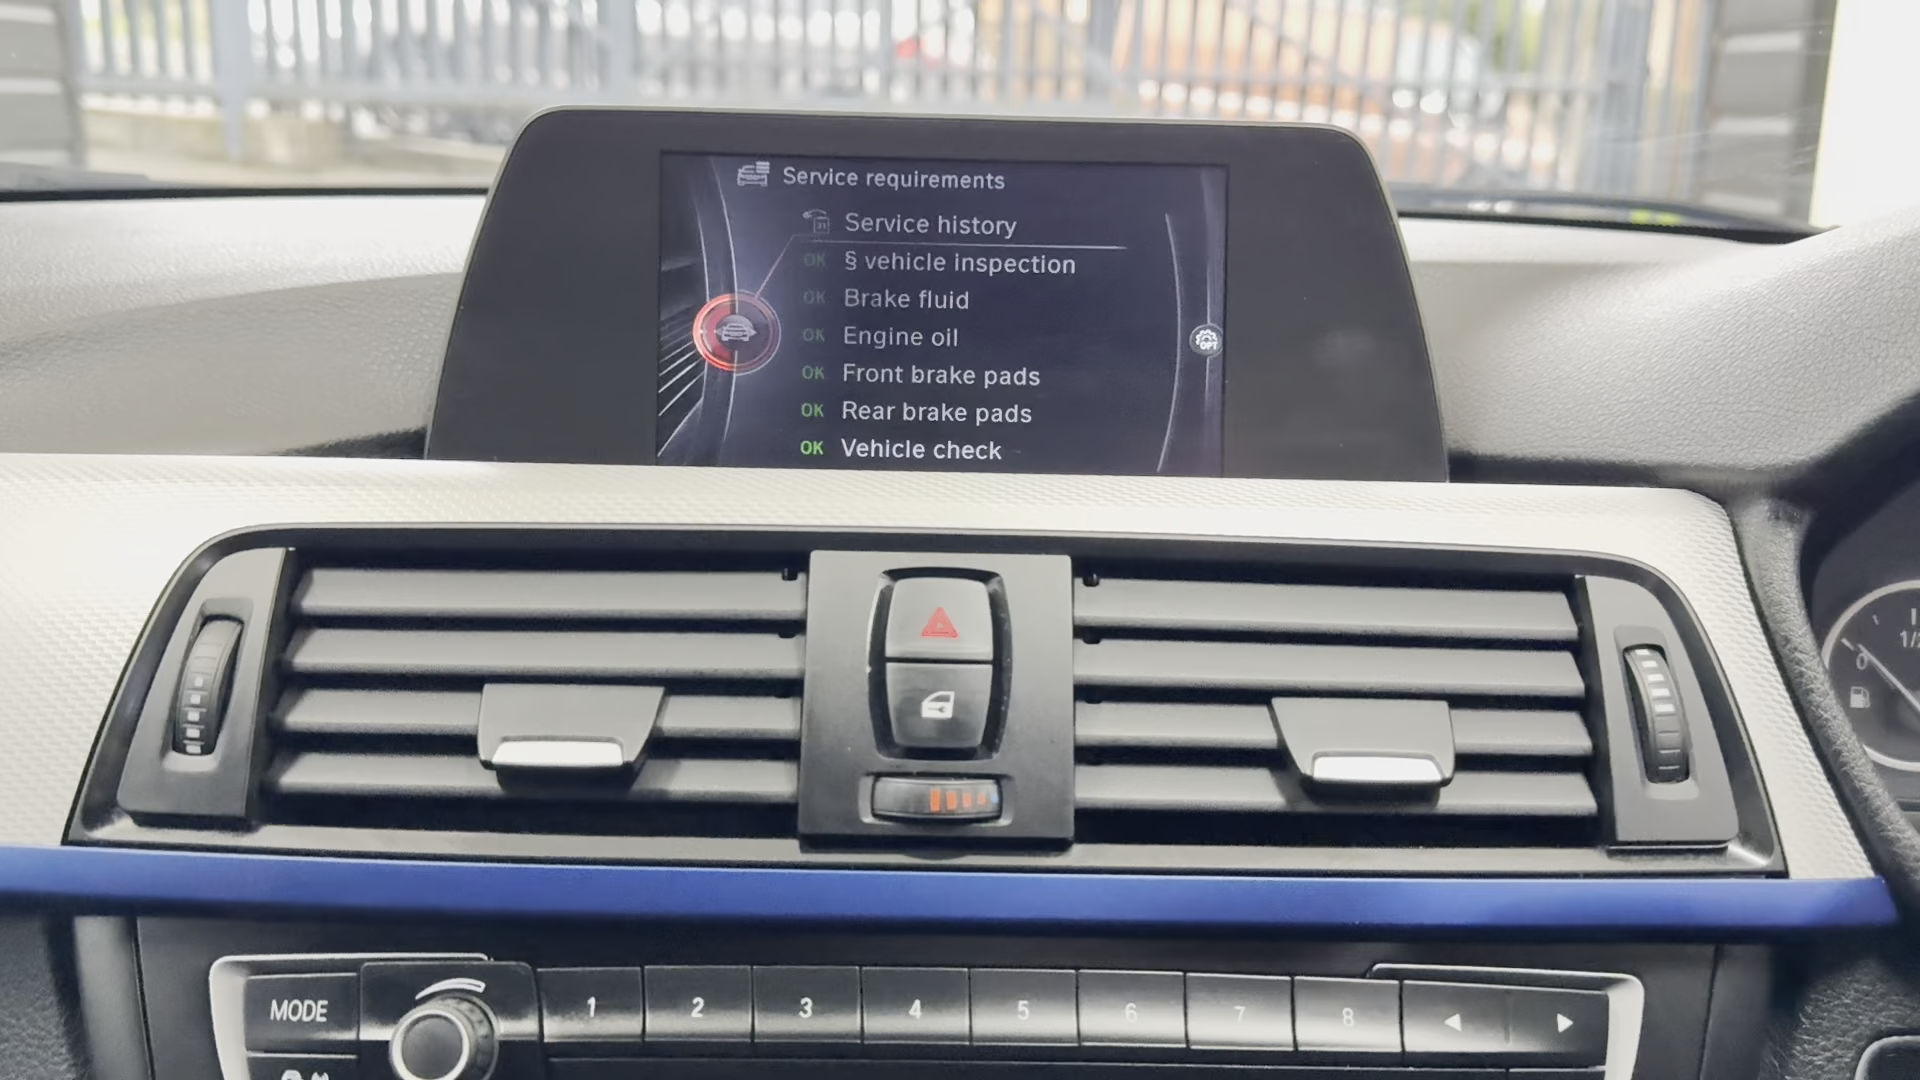 Service requirements
Service history
OK § vehicle inspection
OK Brake fluid
OK Engine oil
OK Front brake pads
OK Rear brake pads
OK Vehicle check
OPT
0
MODE 1 2 3 4 5 6 7 8